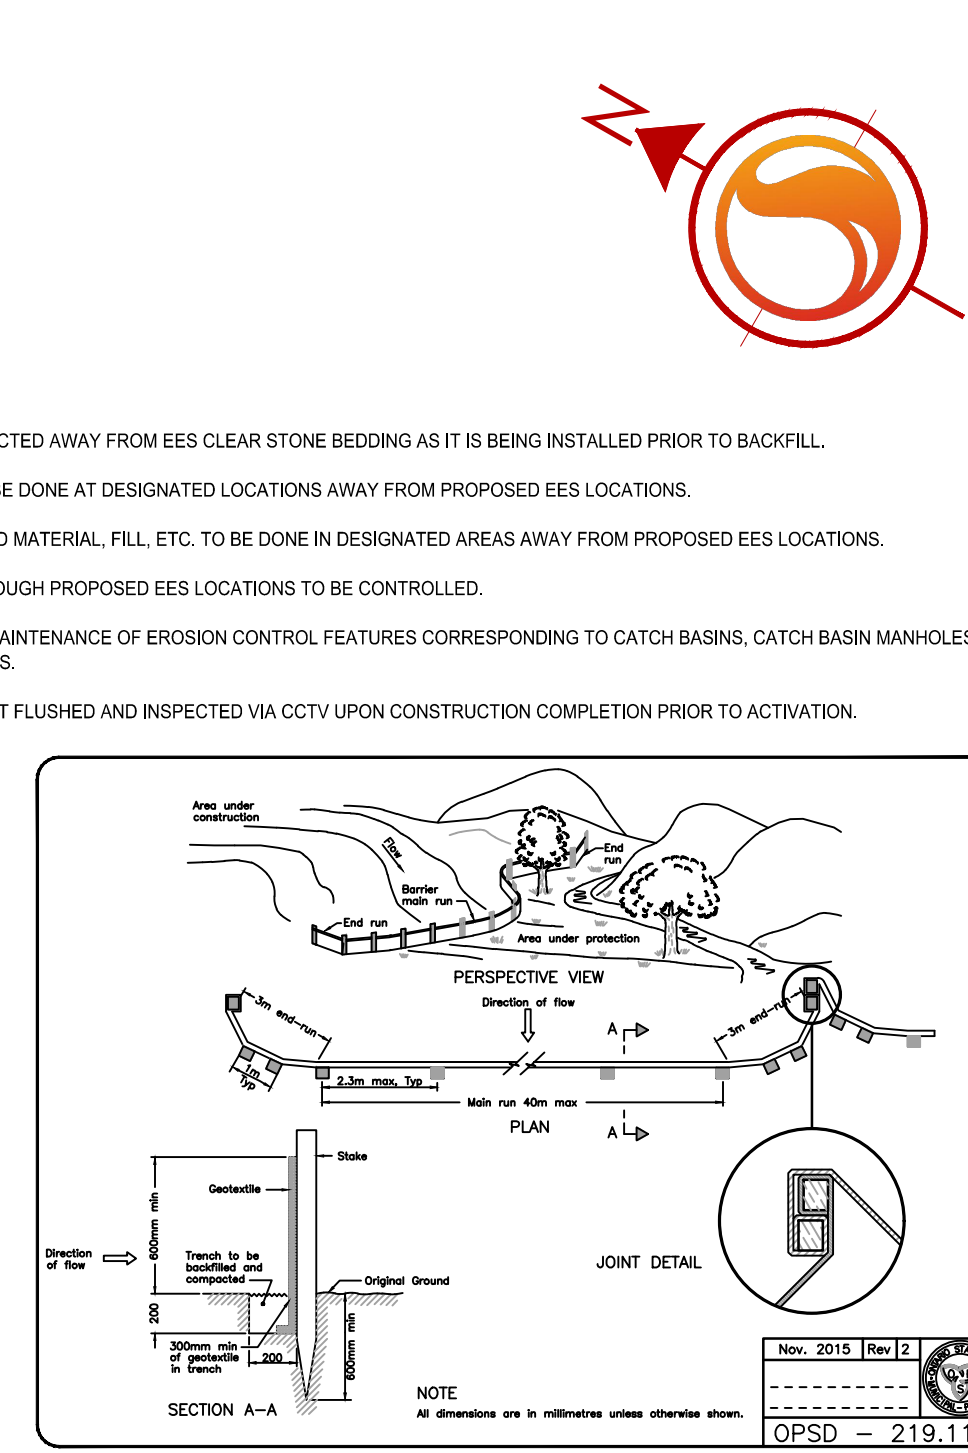 N
CTED AWAY FROM EES CLEAR STONE BEDDING AS IT IS BEING INSTALLED PRIOR TO BACKFILL.
BE DONE AT DESIGNATED LOCATIONS AWAY FROM PROPOSED EES LOCATIONS.
D MATERIAL, FILL, ETC. TO BE DONE IN DESIGNATED AREAS AWAY FROM PROPOSED EES LOCATIONS.
OUGH PROPOSED EES LOCATIONS TO BE CONTROLLED.
AINTENANCE OF EROSION CONTROL FEATURES CORRESPONDING TO CATCH BASINS, CATCH BASIN MANHOLES
S.
T FLUSHED AND INSPECTED VIA CCTV UPON CONSTRUCTION COMPLETION PRIOR TO ACTIVATION.
Area under
construction
Flow
End
run
Barrier
main run
End run
Area under protection
PERSPECTIVE VIEW
Direction of flow
3m end-run
A
3m end-run
1m
Typ
2.3m max, Typ
Main run 40m max
PLAN
A
Stake
Geotextile
600mm min
Direction
of flow
Trench to be
backfilled and
compacted
Original Ground
JOINT DETAIL
200
300mm min
of geotextile
in trench
200
600mm min
SECTION A-A
NOTE
All dimensions are in millimetres unless otherwise shown.
Nov. 2015 Rev 2
OPSD - 219.11